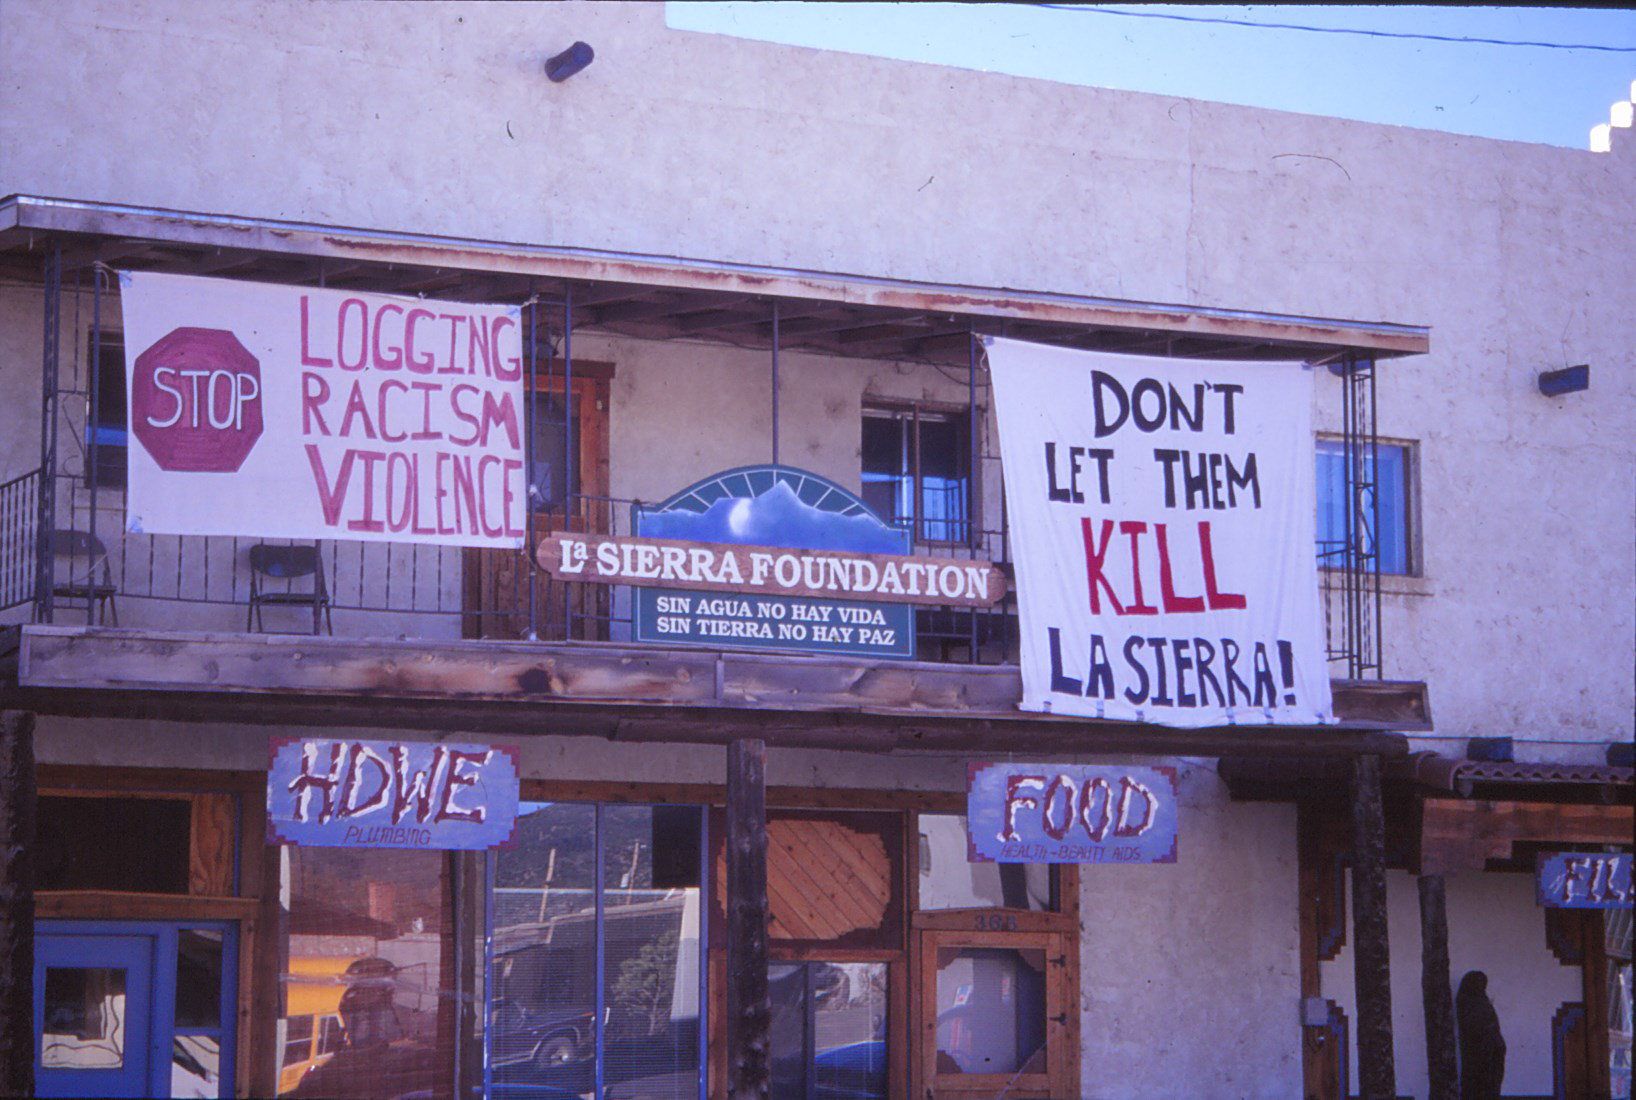 STOP
LOGGING
RACISM
VIOLENCE
DON'T
LET THEM
KILL
LA SIERRA!
La SIERRA FOUNDATION
SIN AGUA NO HAY VIDA
SIN TIERRA NO HAY PAZ
HDWE
PLUMBING
FOOD
HEALTH-BEAUTY AIDS